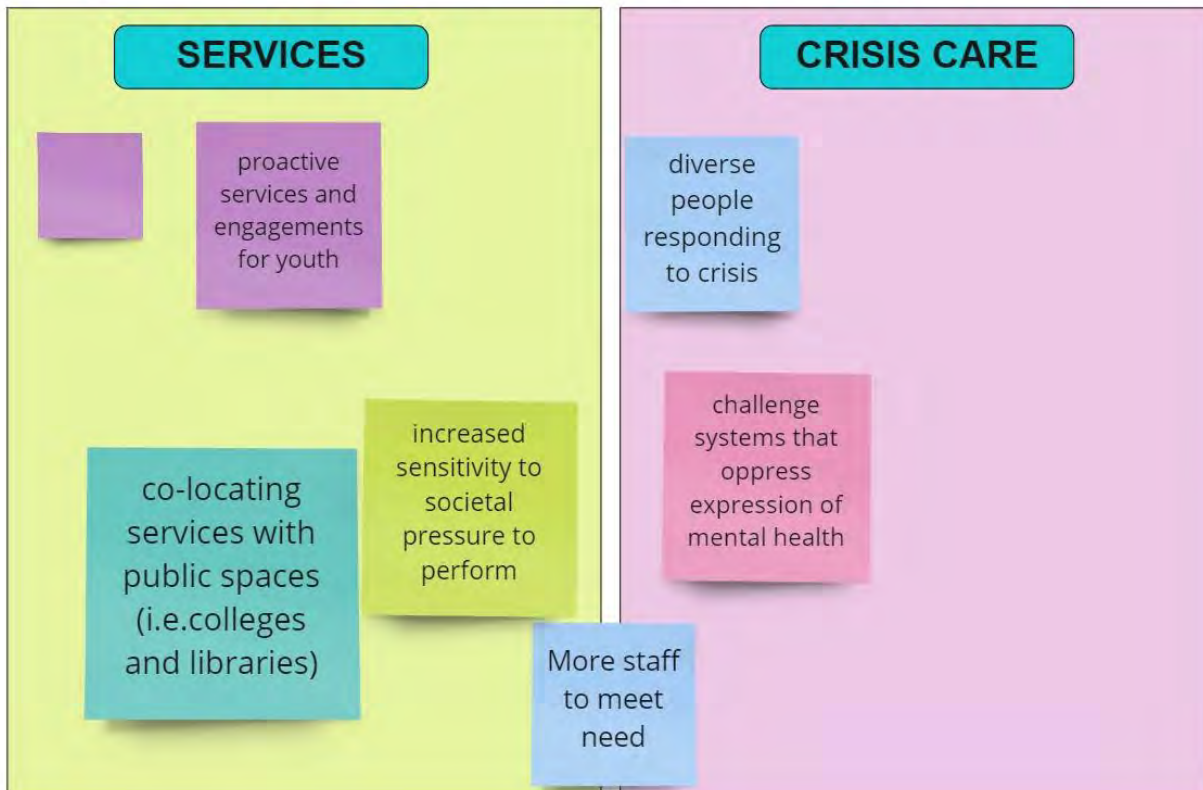 SERVICES
proactive
services and
engagements
for youth
co-locating
services with
public spaces
(i.e.colleges
and libraries)
increased
sensitivity to
societal
pressure to
perform
More staff
to meet
need
CRISIS CARE
diverse
people
responding
to crisis
challenge
systems that
oppress
expression of
mental health